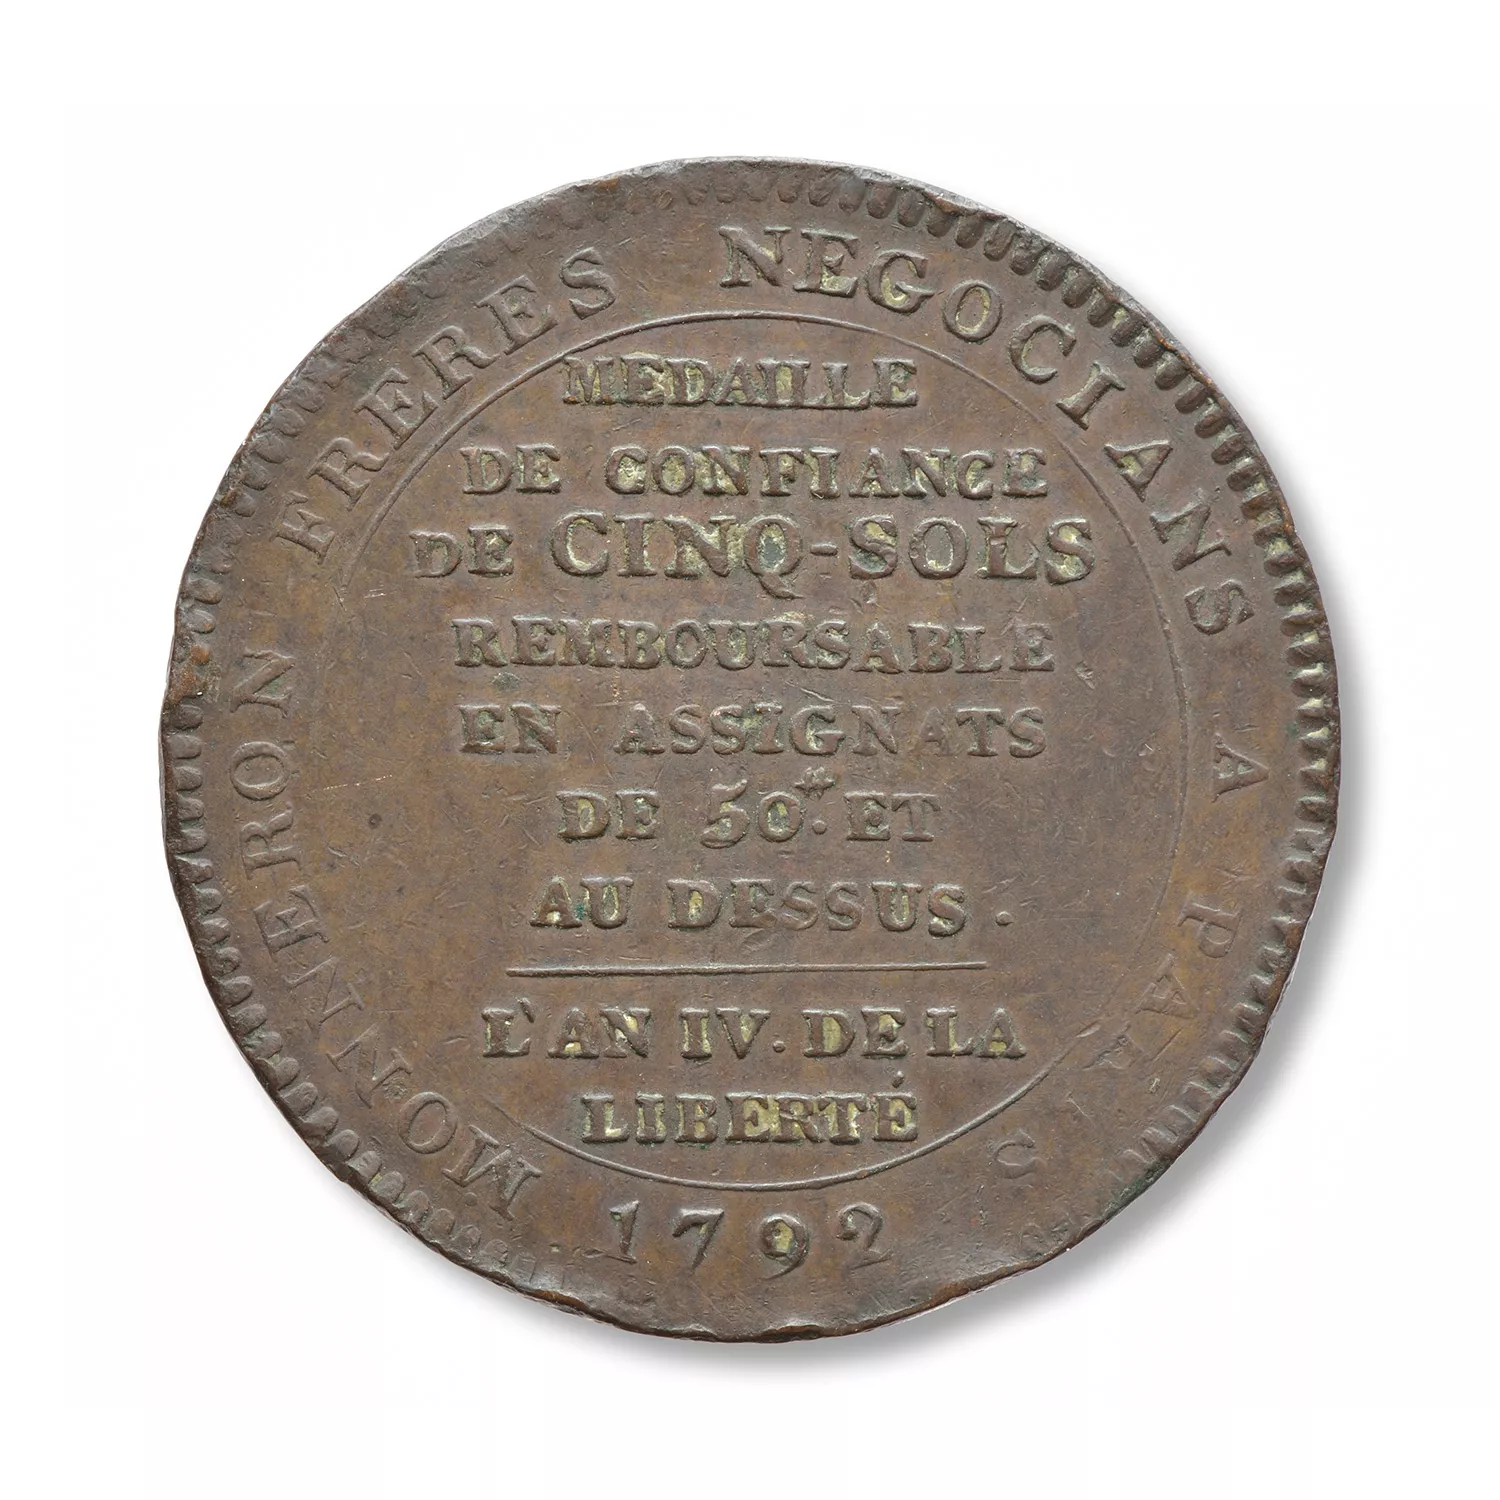 MONNERON FRERES NEGOCIANS A PARIS
MEDAILLE
DE CONFIANCE
DE CINQ-SOLS
REMBOURSABLE
EN ASSIGNATS
DE 50ᵗᵗ. ET
AU DESSUS.
L'AN IV. DE LA
LIBERTÉ
1792